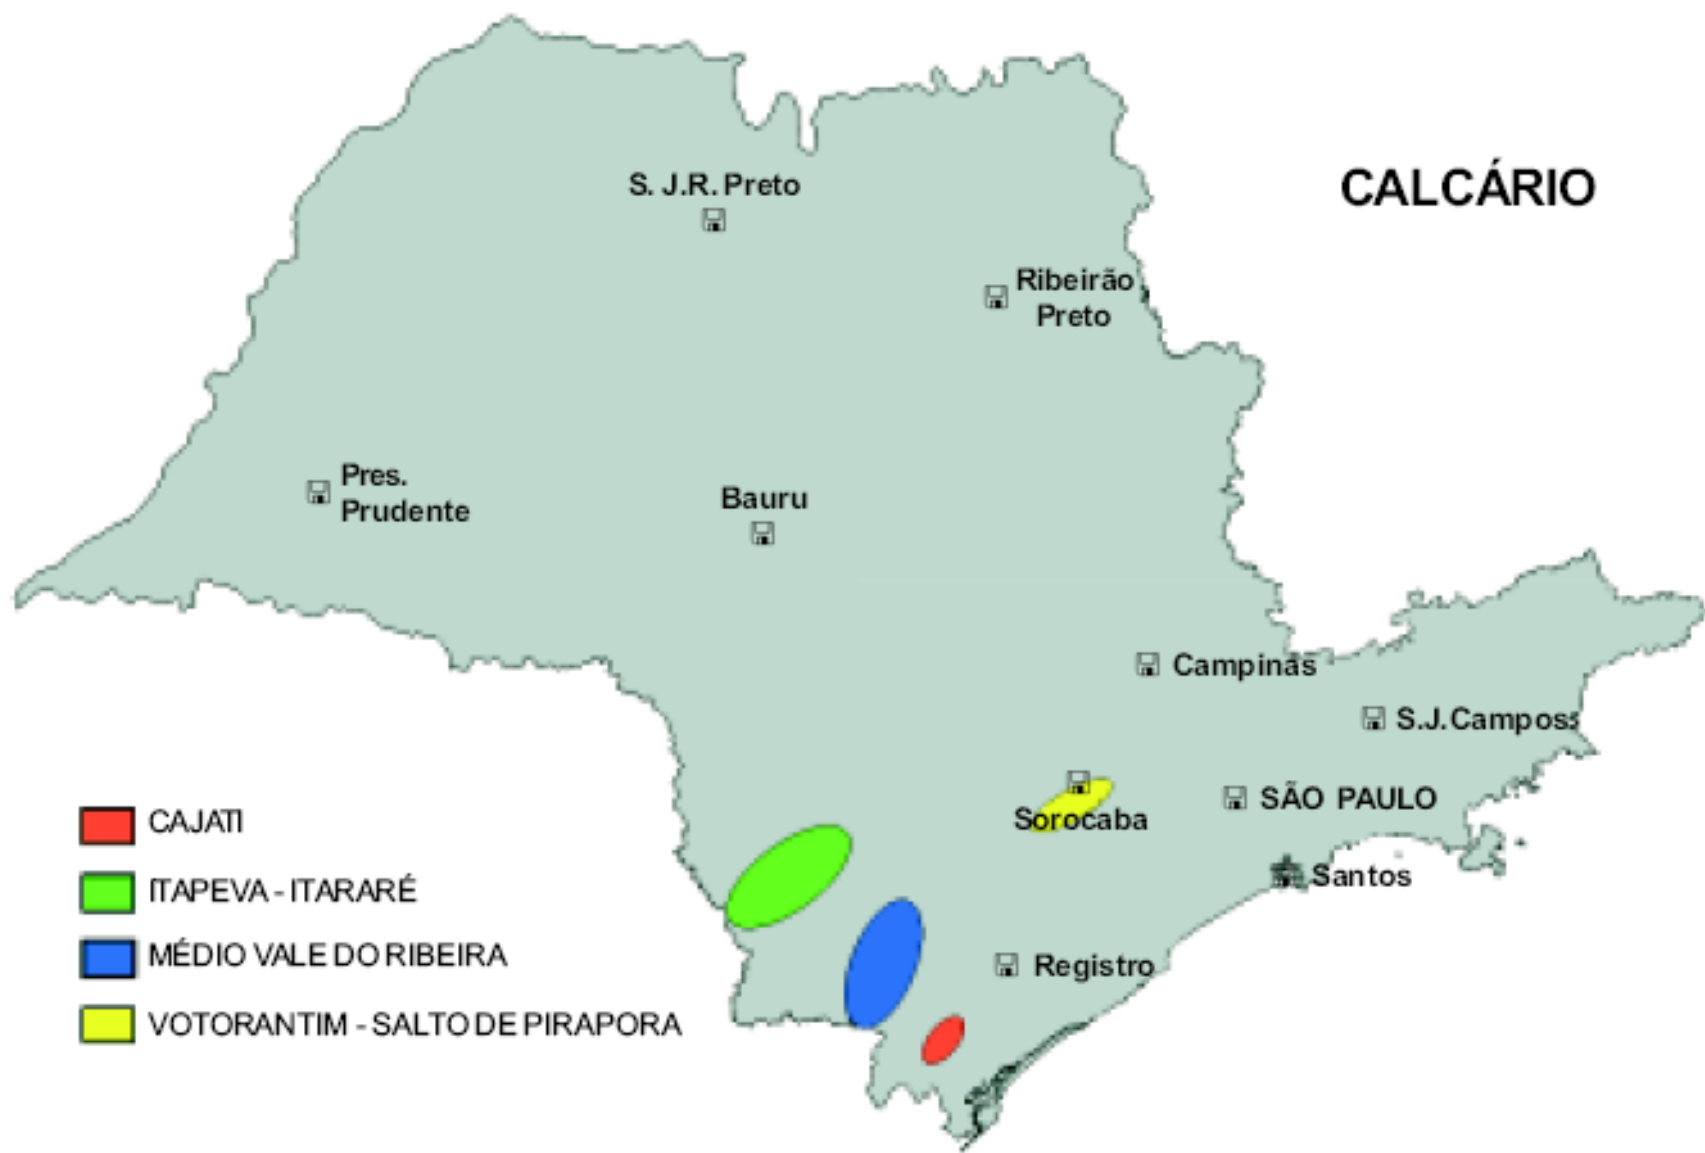 CALCÁRIO
S. J.R. Preto
Ribeirão
Preto
Pres.
Prudente
Bauru
Campinas
S.J.Campos
SÃO PAULO
Sorocaba
Santos
Registro
CAJATI
ITAPEVA - ITARARÉ
MÉDIO VALE DO RIBEIRA
VOTORANTIM - SALTO DE PIRAPORA